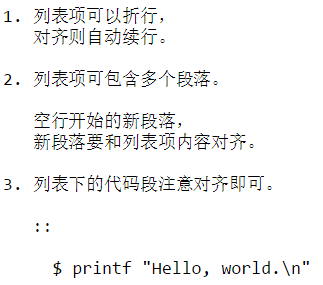 1. 列表项可以折行，
对齐则自动续行。
2. 列表项可包含多个段落。
空行开始的新段落，
新段落要和列表项内容对齐。
3. 列表下的代码段注意对齐即可。
::
$ printf "Hello, world.\n"